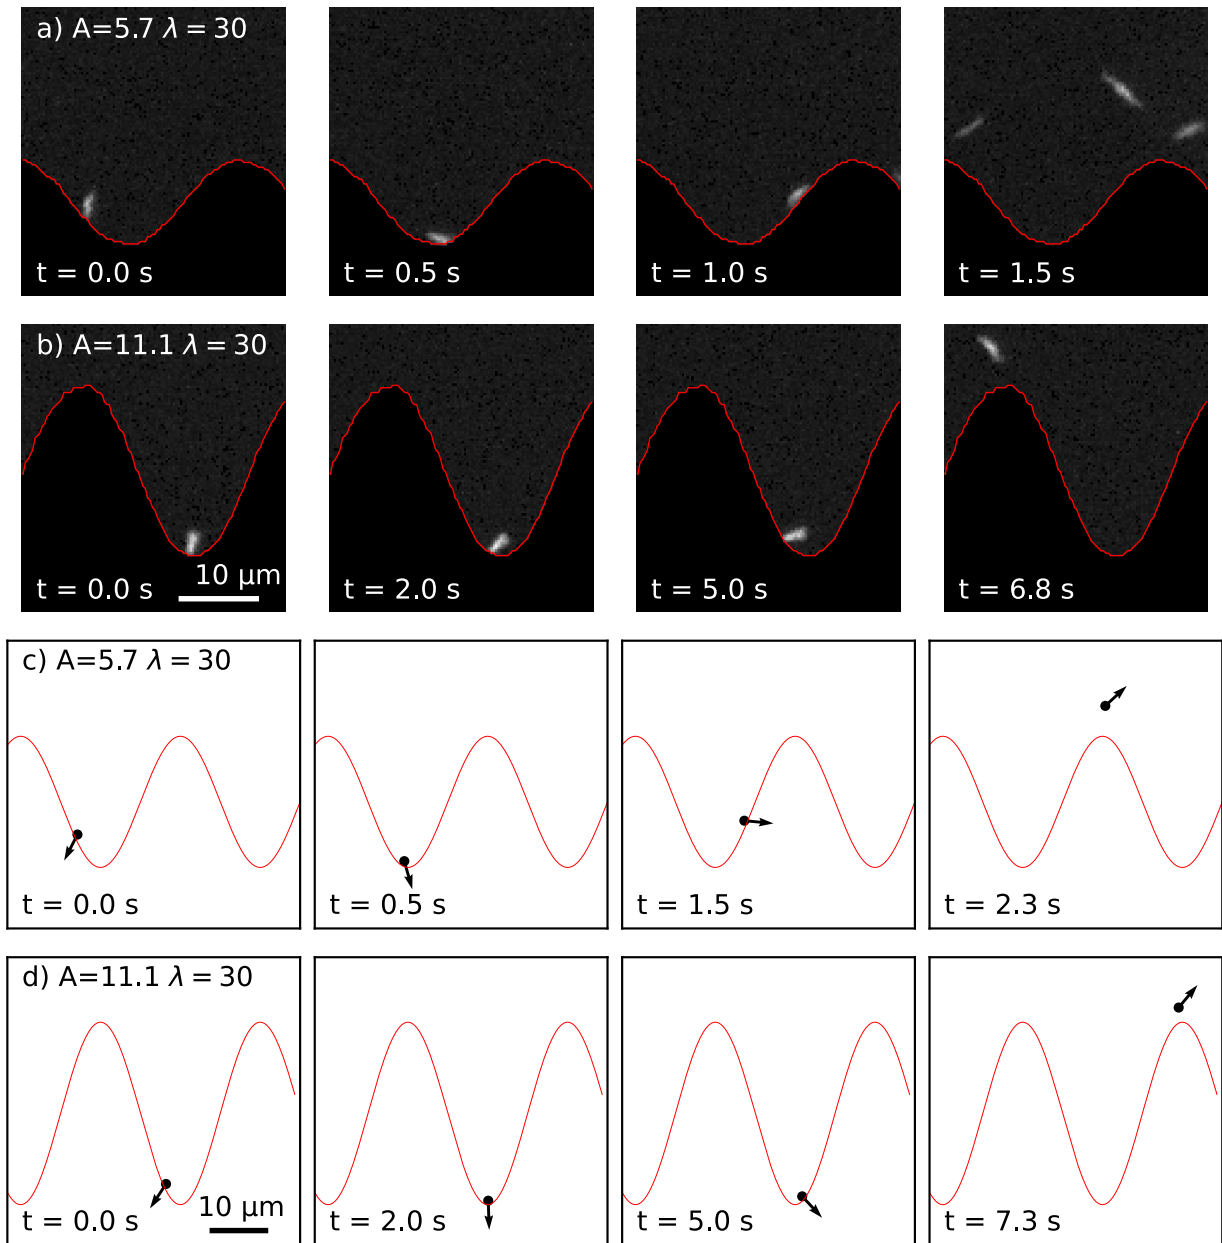 a) A=5.7 λ = 30
t = 0.0 s
t = 0.5 s
t = 1.0 s
t = 1.5 s
b) A=11.1 λ = 30
10 μm
t = 0.0 s
t = 2.0 s
t = 5.0 s
t = 6.8 s
c) A=5.7 λ = 30
t = 0.0 s
t = 0.5 s
t = 1.5 s
t = 2.3 s
d) A=11.1 λ = 30
10 μm
t = 0.0 s
t = 2.0 s
t = 5.0 s
t = 7.3 s